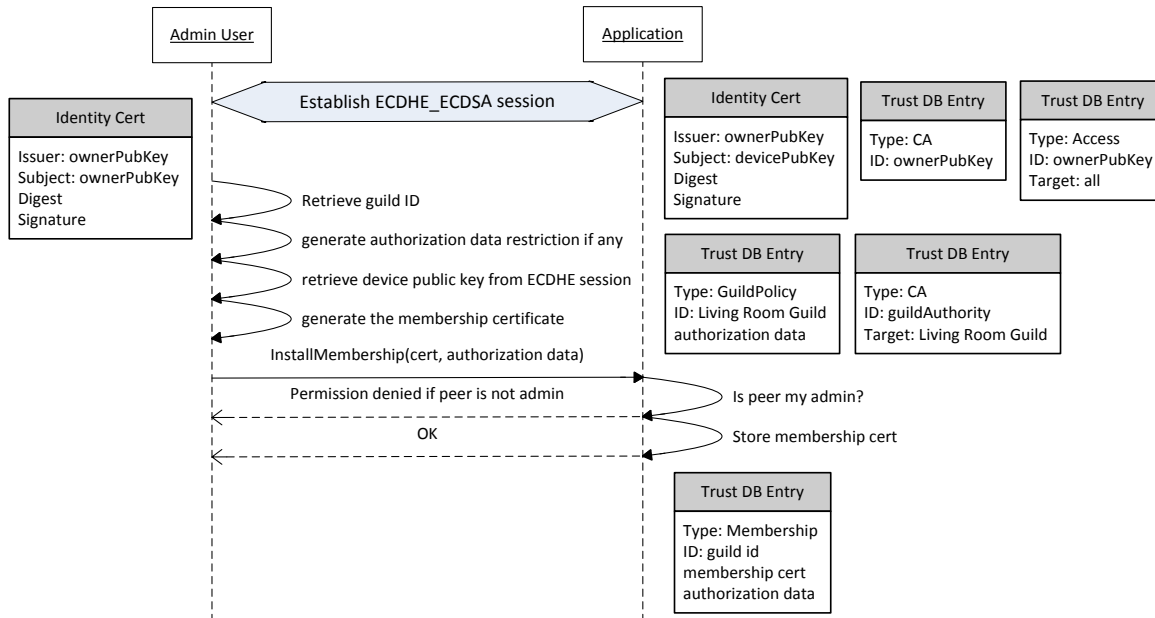 Admin User
Application
Establish ECDHE_ECDSA session
Identity Cert
Issuer: ownerPubKey
Subject: ownerPubKey
Digest
Signature
Identity Cert
Issuer: ownerPubKey
Subject: devicePubKey
Digest
Signature
Trust DB Entry
Type: CA
ID: ownerPubKey
Trust DB Entry
Type: Access
ID: ownerPubKey
Target: all
Retrieve guild ID
generate authorization data restriction if any
retrieve device public key from ECDHE session
generate the membership certificate
Trust DB Entry
Type: GuildPolicy
ID: Living Room Guild
authorization data
Trust DB Entry
Type: CA
ID: guildAuthority
Target: Living Room Guild
InstallMembership(cert, authorization data)
Permission denied if peer is not admin
Is peer my admin?
OK
Store membership cert
Trust DB Entry
Type: Membership
ID: guild id
membership cert
authorization data